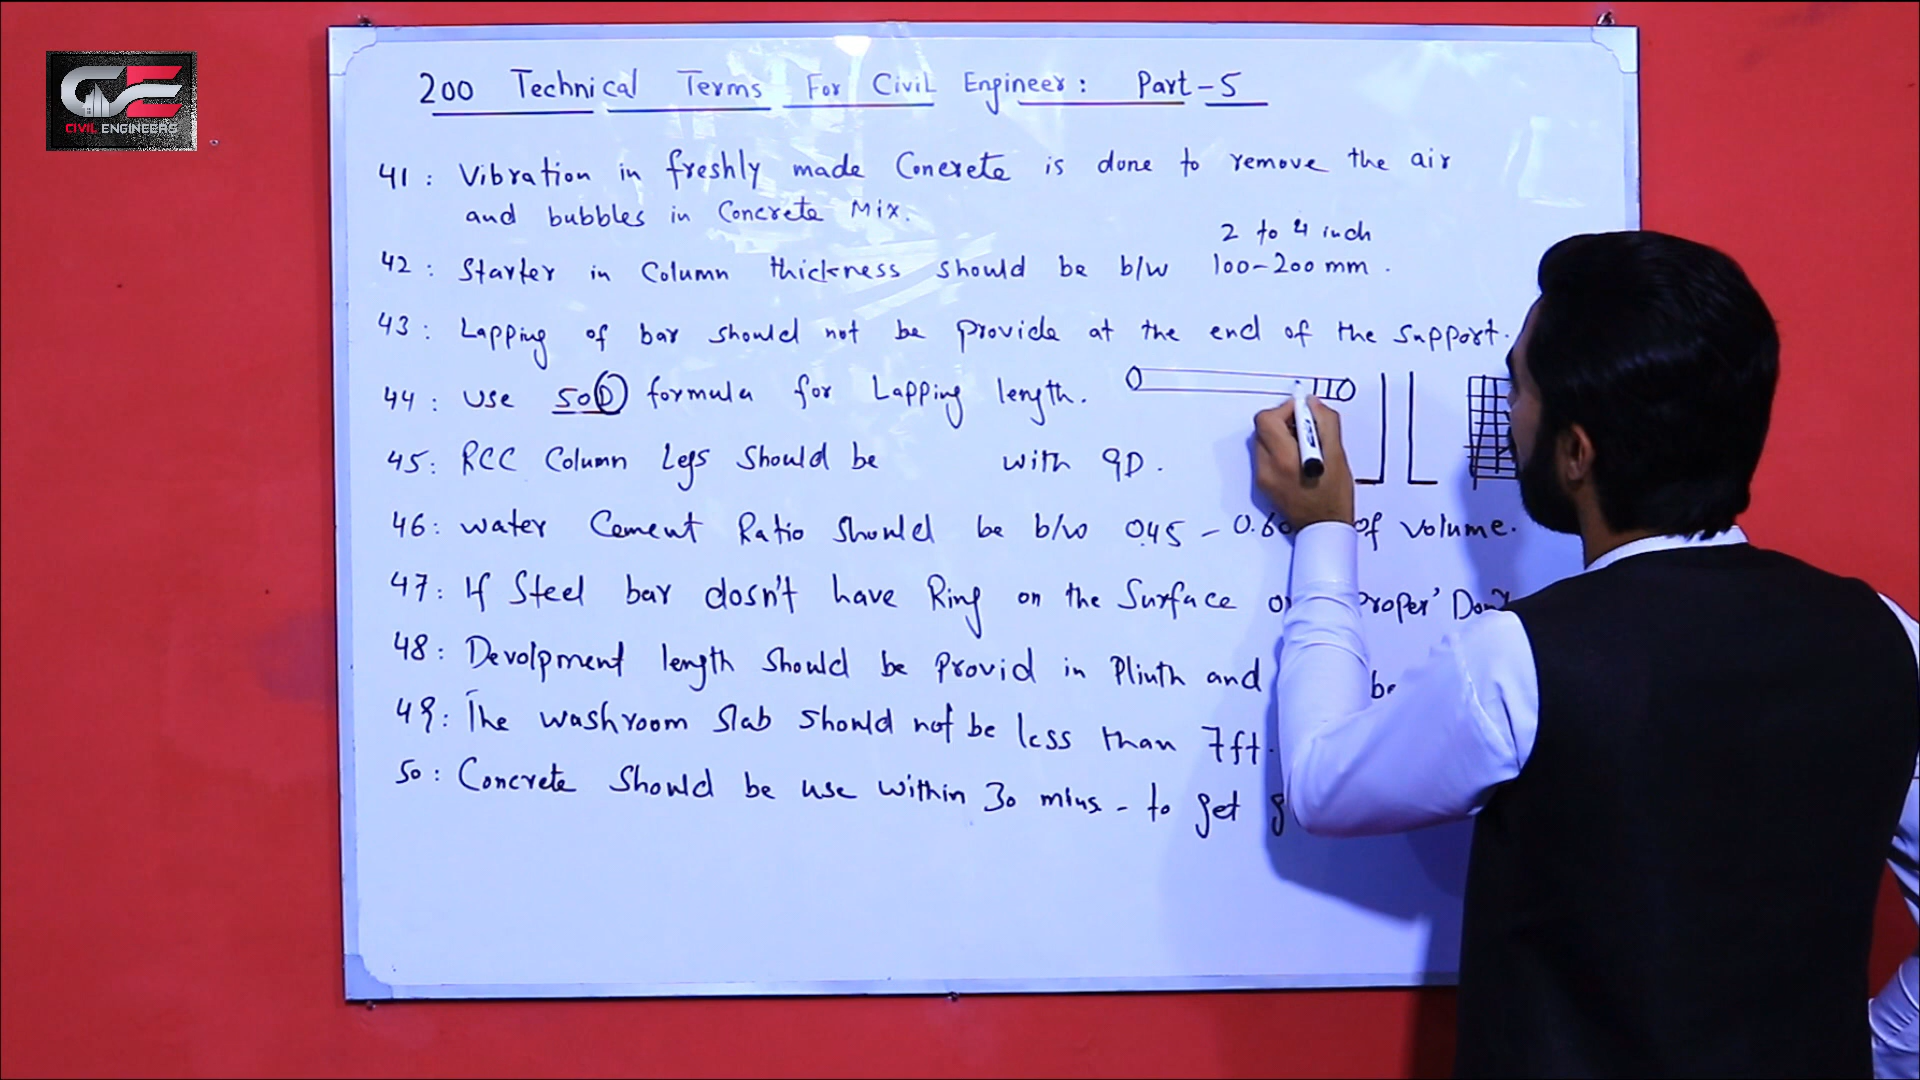 CIVIL ENGINEERS
200 Technical Terms For Civil Engineer: Part-5
41: Vibration in freshly made Concrete is done to remove the air
and bubbles in Concrete Mix.
2 to 4 inch
42: Starter in Column thickness should be b/w 100-200 mm.
43: Lapping of bar should not be provide at the end of the support.
44: Use 50D formula for Lapping length.
45: RCC Column Legs Should be with 9D.
46: water Cement Ratio Should be b/w 0.45 - 0.60 of volume.
47: If Steel bar dosn't have Ring on the Surface Don't
48: Devolpment length Should be Provid in Plinth and
49: The washroom Slab Should not be less than 7ft.
50: Concrete Should be use within 30 mins - to get